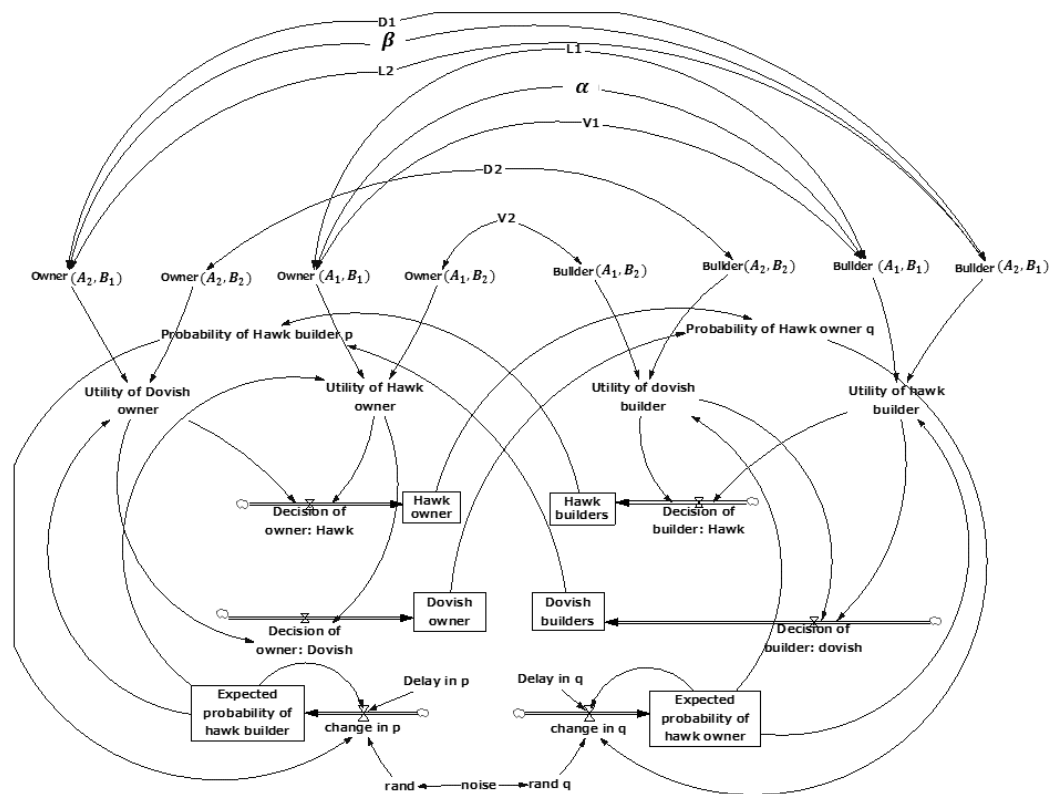 D1
β
L2
L1
α
V1
D2
V2
Owner (A₂, B₁)
Owner (A₂, B₂)
Owner (A₁, B₁)
Owner (A₁, B₂)
Builder(A₁, B₂)
Builder(A₂, B₂)
Builder (A₁, B₁)
Builder (A₂, B₁)
Probability of Hawk builder p
Probability of Hawk owner q
Utility of Dovish
owner
Utility of Hawk
owner
Utility of dovish
builder
Utility of hawk
builder
Decision of
owner: Hawk
Hawk
owner
Hawk
builders
Decision of
builder: Hawk
Decision of
owner: Dovish
Dovish
owner
Dovish
builders
Decision of
builder: dovish
Expected
probability of
hawk builder
Delay in p
change in p
Delay in q
change in q
Expected
probability of
hawk owner
rand
noise
rand q